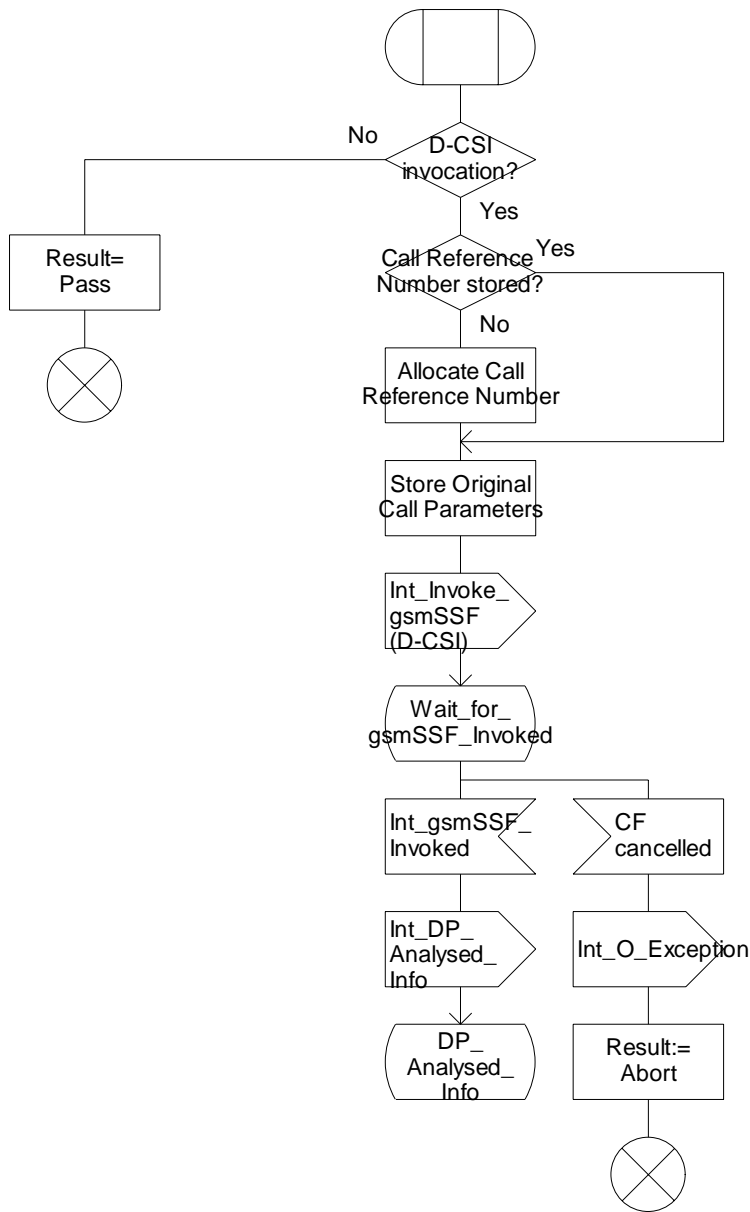 No
D-CSI
invocation?
Yes
Result=
Pass
Call Reference
Number stored?
Yes
No
Allocate Call
Reference Number
Store Original
Call Parameters
Int_Invoke_
gsmSSF
(D-CSI)
Wait_for_
gsmSSF_Invoked
Int_gsmSSF_
Invoked
CF
cancelled
Int_DP_
Analysed_
Info
Int_O_Exception
DP_
Analysed_
Info
Result:=
Abort